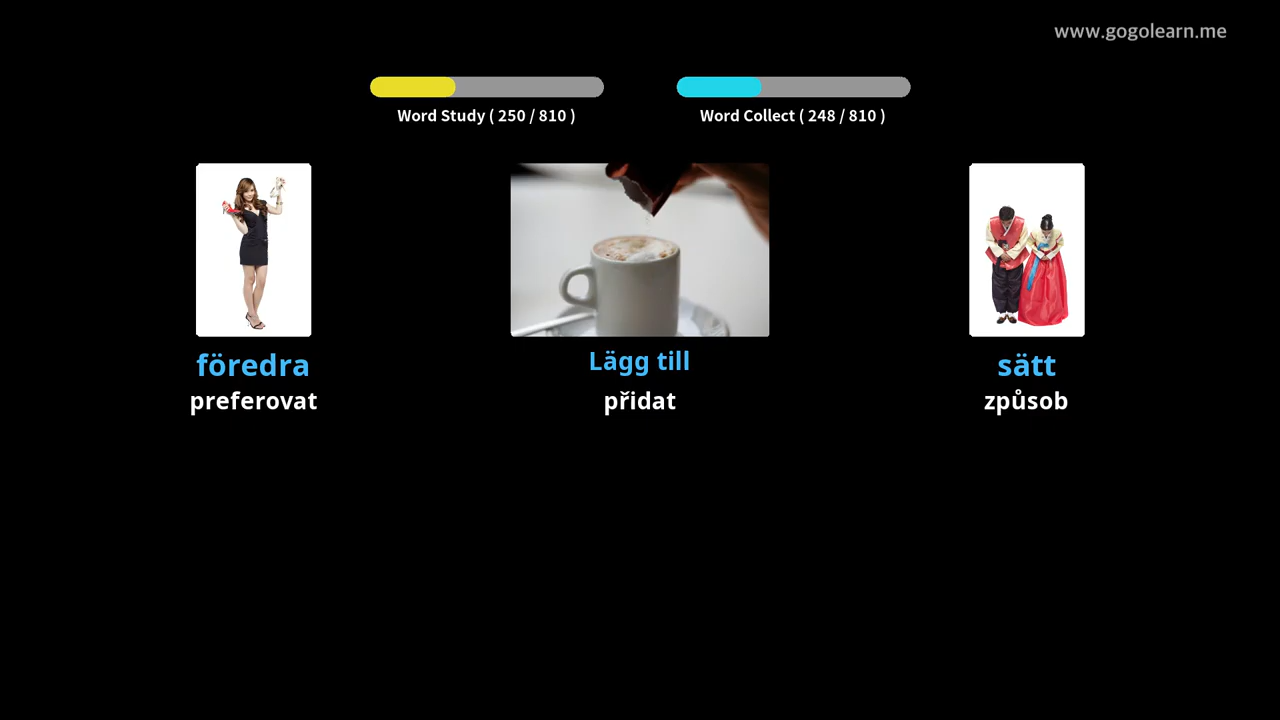 www.gogolearn.me
Word Study ( 250 / 810 )
Word Collect ( 248 / 810 )
föredra
Lägg till
sätt
preferovat
přidat
způsob